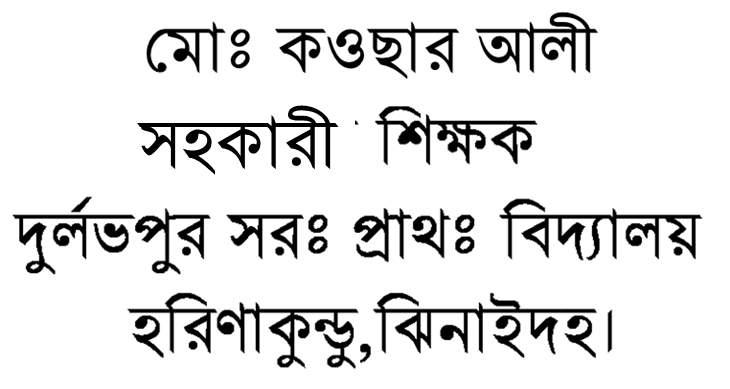 মোঃ কওছার আলী
সহকারী শিক্ষক
দুর্লভপুর সরঃ প্রাথঃ বিদ্যালয়
হরিণাকুন্ডু,ঝিনাইদহ।